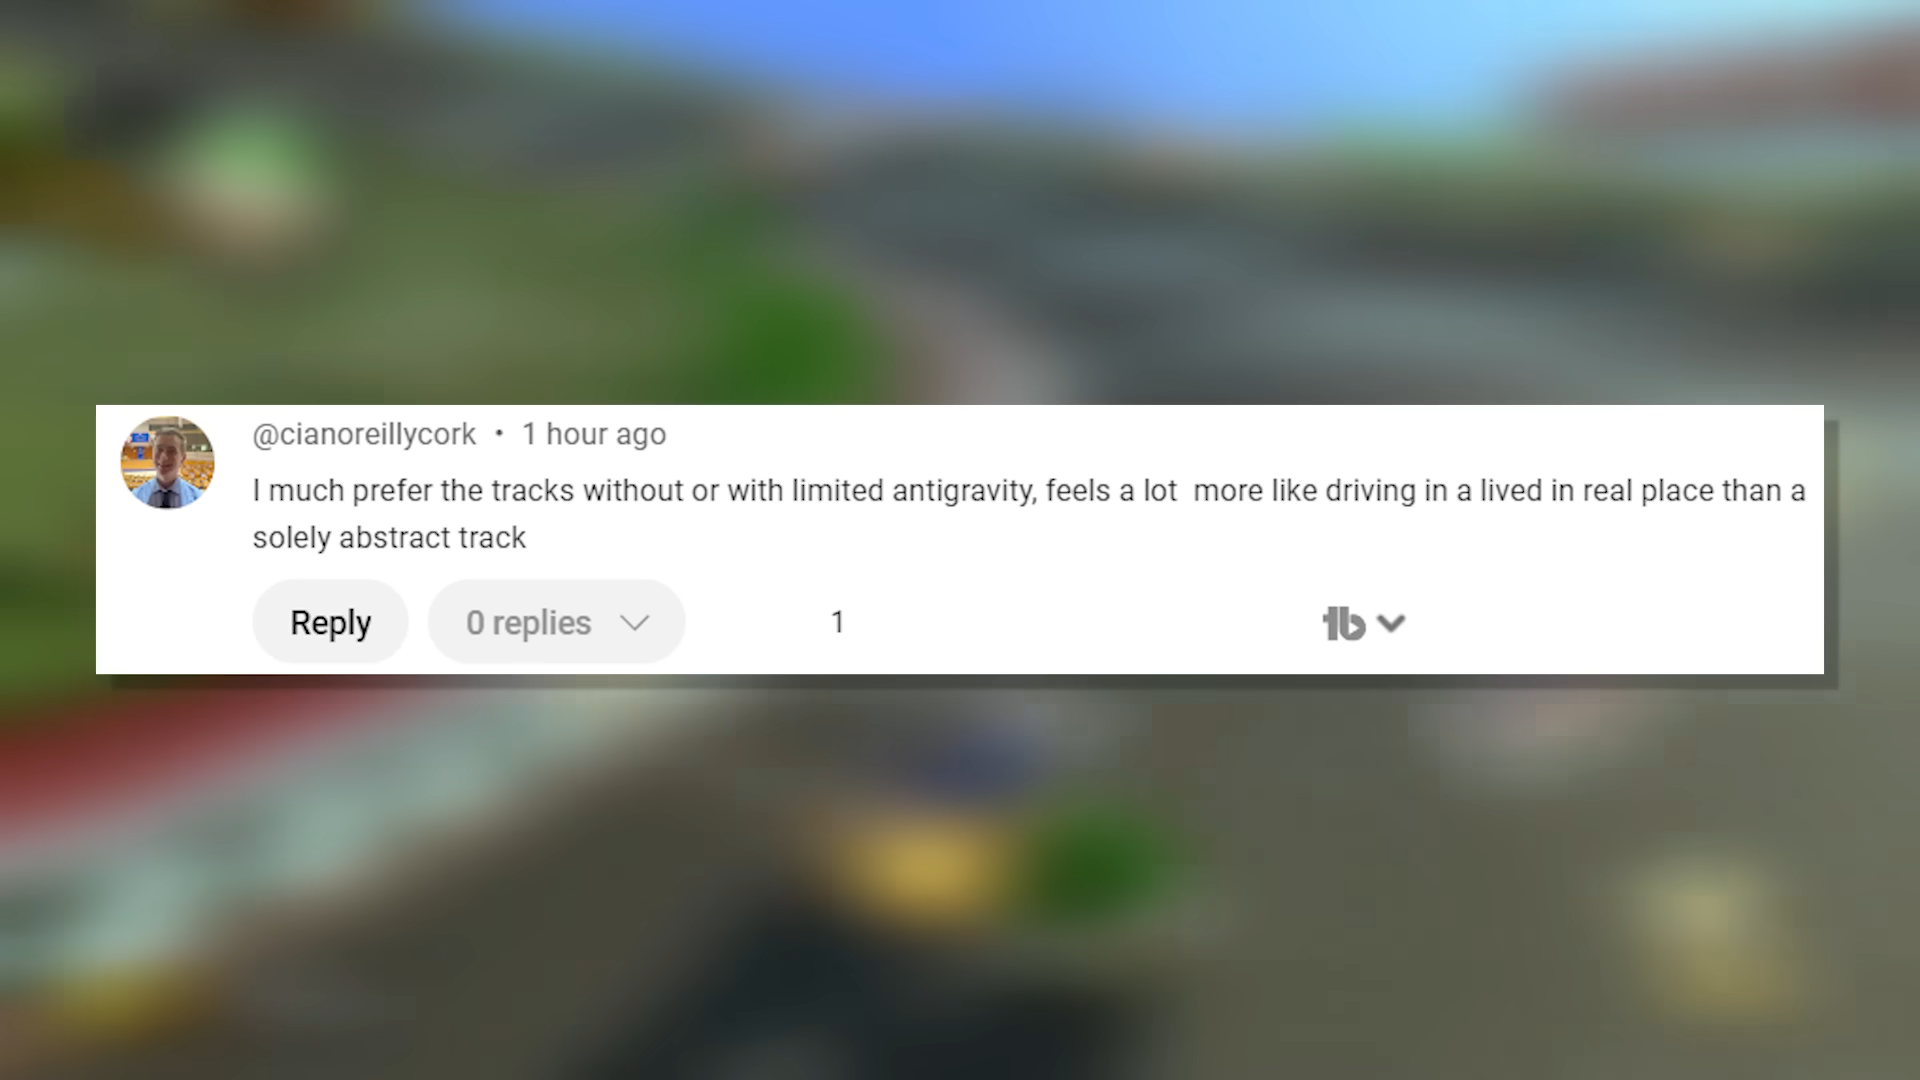 @cianoreillycork • 1 hour ago
I much prefer the tracks without or with limited antigravity, feels a lot  more like driving in a lived in real place than a
solely abstract track
Reply 0 replies 1 tb